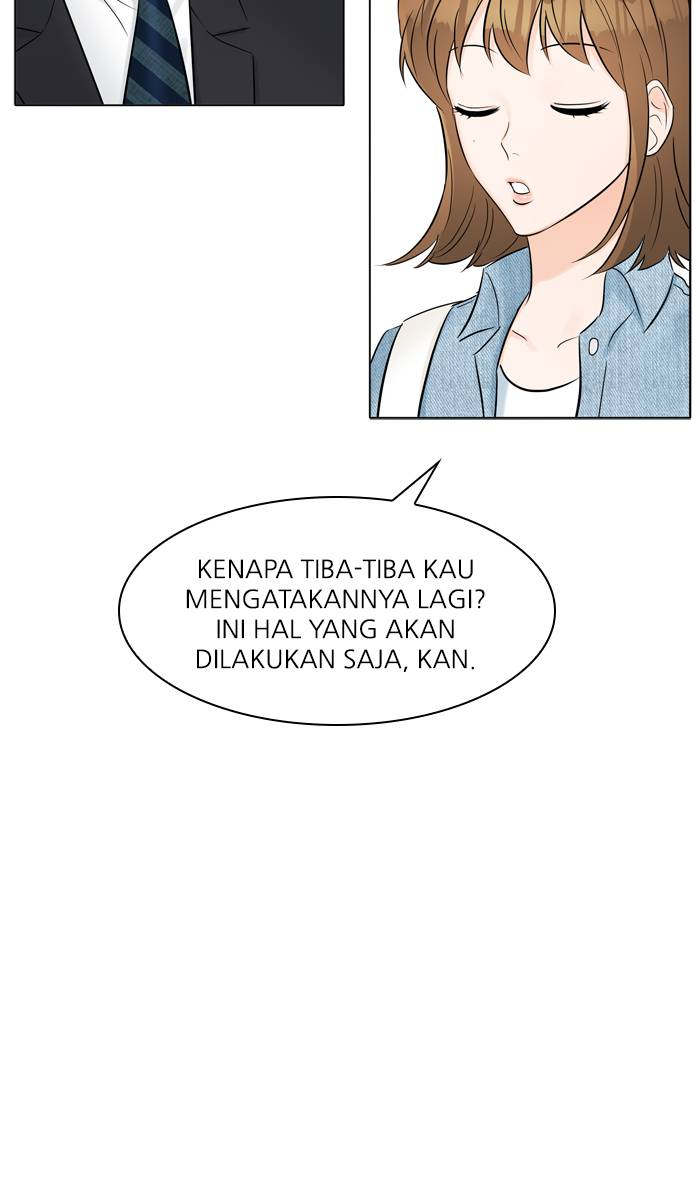 KENAPA TIBA-TIBA KAU
MENGATAKANNYA LAGI?
INI HAL YANG AKAN
DILAKUKAN SAJA, KAN.